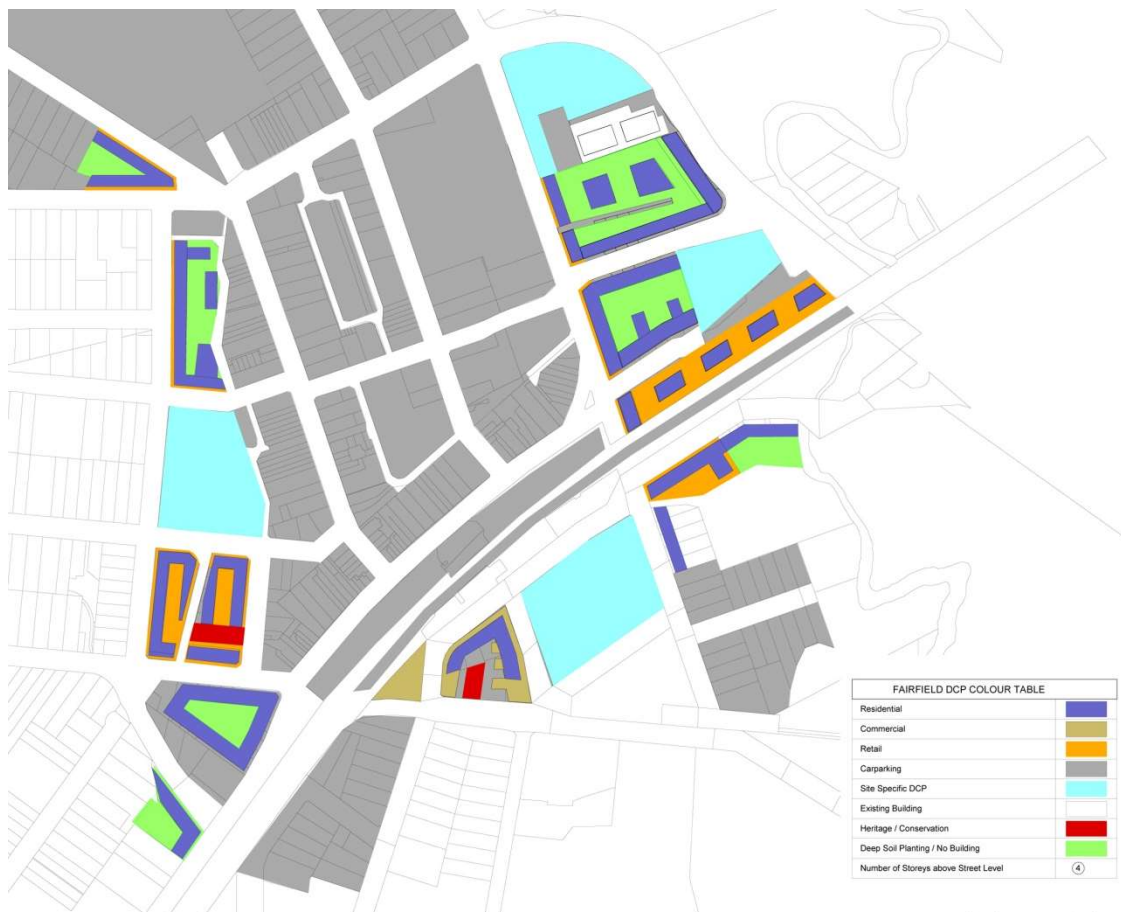 FAIRFIELD DCP COLOUR TABLE
Residential
Commercial
Retail
Carparking
Site Specific DCP
Existing Building
Heritage / Conservation
Deep Soil Planting / No Building
Number of Storeys above Street Level 4